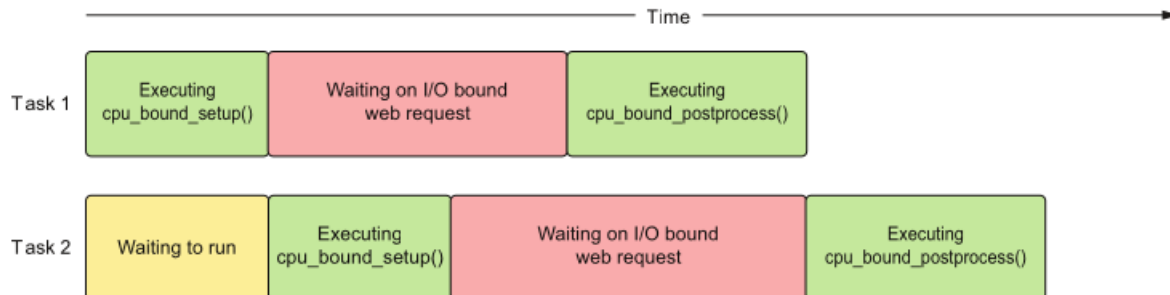 Time
Task 1
Executing
cpu_bound_setup()
Waiting on I/O bound
web request
Executing
cpu_bound_postprocess()
Task 2
Waiting to run
Executing
cpu_bound_setup()
Waiting on I/O bound
web request
Executing
cpu_bound_postprocess()